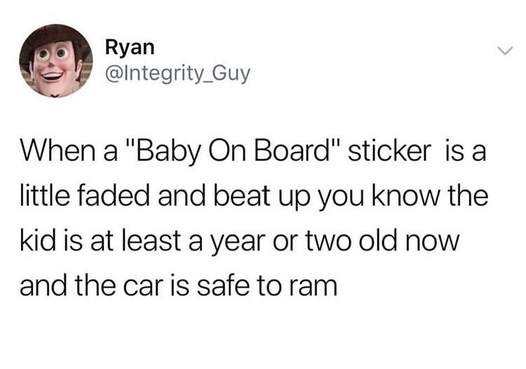 Ryan
@Integrity_Guy
When a "Baby On Board" sticker is a
little faded and beat up you know the
kid is at least a year or two old now
and the car is safe to ram